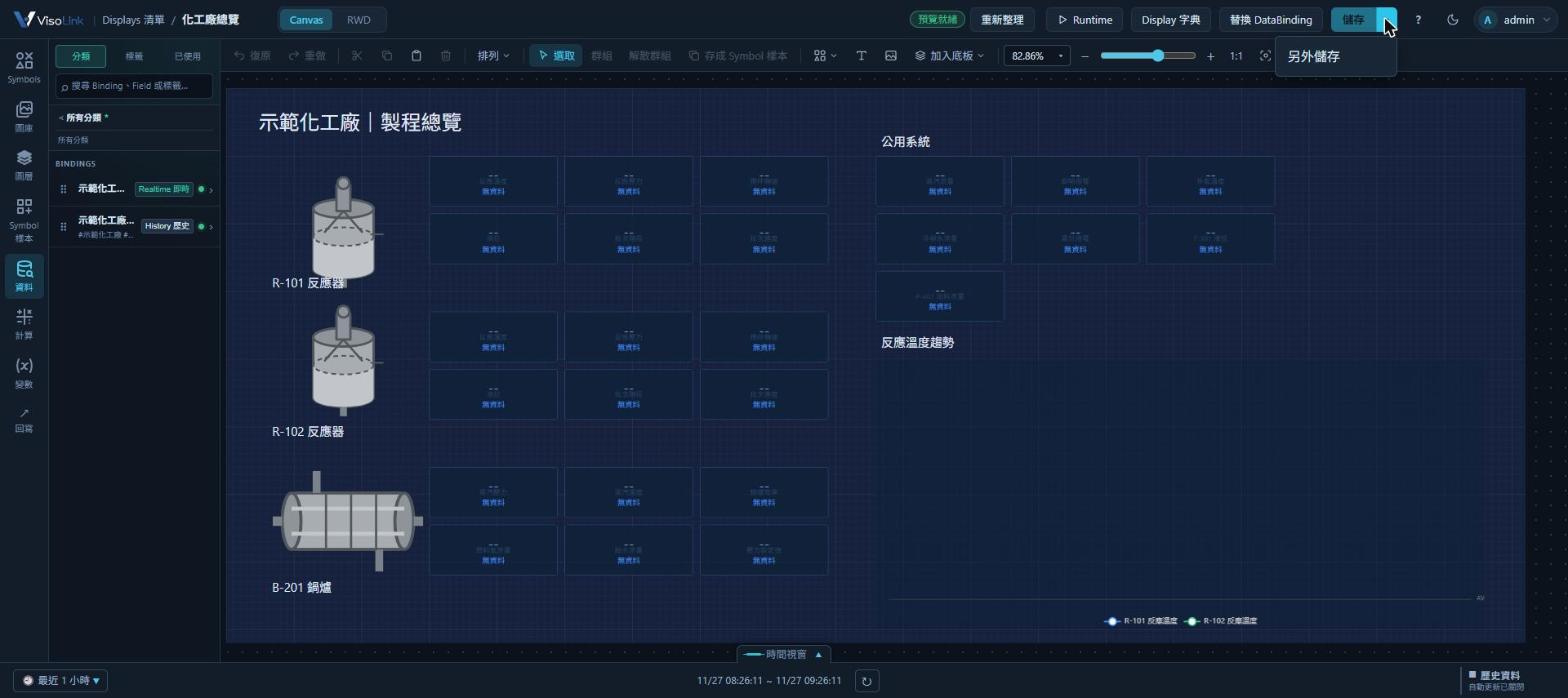 VisoLink | Displays 清單 / 化工廠總覽
Canvas RWD
預覽就緒 重新整理 Runtime Display 字典 替換 DataBinding 儲存 ? A admin
另外儲存
Symbols
圖庫
圖層
Symbol
樣本
資料
計算
變數
回寫
分類 標籤 已使用
搜尋 Binding、Field 或標籤...
< 所有分類 *
所有分類
BINDINGS
示範化工... Realtime 即時 ›
示範化工廠... History 歷史 ›
#示範化工廠 #...
復原 重做 排列 選取 群組 解散群組 存成 Symbol 樣本 T 加入底板 82.86% − + 1:1
示範化工廠｜製程總覽
R-101 反應器
-- 無資料 -- 無資料 -- 無資料
-- 無資料 -- 無資料 -- 無資料
R-102 反應器
-- 無資料 -- 無資料 -- 無資料
-- 無資料 -- 無資料 -- 無資料
B-201 鍋爐
-- 無資料 -- 無資料 -- 無資料
-- 無資料 -- 無資料 -- 無資料
公用系統
-- 無資料 -- 無資料 -- 無資料
-- 無資料 -- 無資料 -- 無資料
-- 無資料
反應溫度趨勢
R-101 反應溫度 R-102 反應溫度
時間視窗 ▲
最近 1 小時 ▼
11/27 08:26:11 ~ 11/27 09:26:11
歷史資料
自動更新已關閉